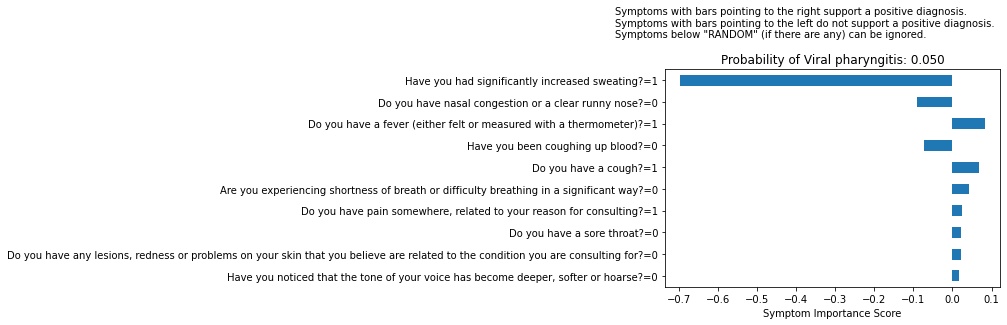 Symptoms with bars pointing to the right support a positive diagnosis.
Symptoms with bars pointing to the left do not support a positive diagnosis.
Symptoms below "RANDOM" (if there are any) can be ignored.
Probability of Viral pharyngitis: 0.050
Have you had significantly increased sweating?=1
Do you have nasal congestion or a clear runny nose?=0
Do you have a fever (either felt or measured with a thermometer)?=1
Have you been coughing up blood?=0
Do you have a cough?=1
Are you experiencing shortness of breath or difficulty breathing in a significant way?=0
Do you have pain somewhere, related to your reason for consulting?=1
Do you have a sore throat?=0
Do you have any lesions, redness or problems on your skin that you believe are related to the condition you are consulting for?=0
Have you noticed that the tone of your voice has become deeper, softer or hoarse?=0
−0.7 −0.6 −0.5 −0.4 −0.3 −0.2 −0.1 0.0 0.1
Symptom Importance Score